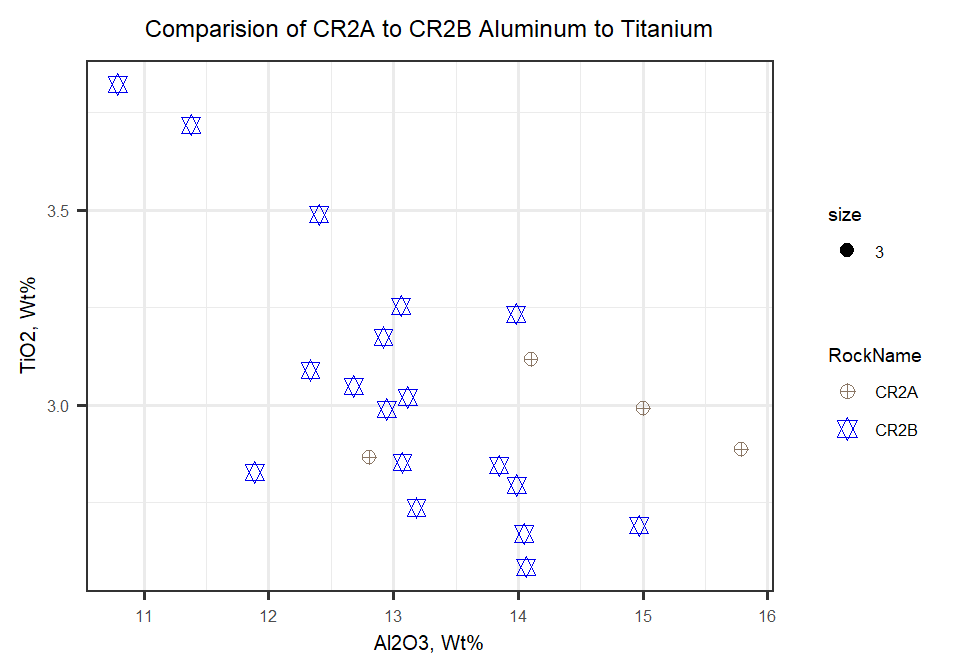 Comparision of CR2A to CR2B Aluminum to Titanium
TiO2, Wt%
3.5
3.0
11 12 13 14 15 16
Al2O3, Wt%
size
3
RockName
CR2A
CR2B